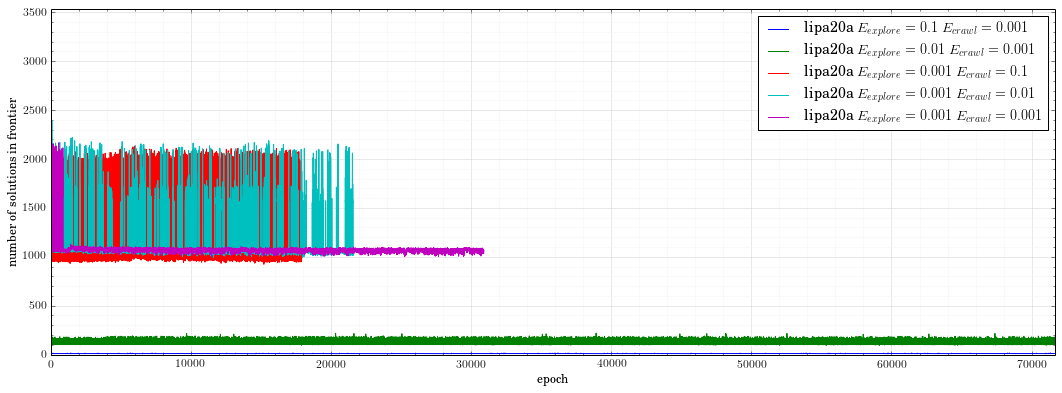 3500
3000
2500
2000
1500
1000
500
0
number of solutions in frontier
lipa20a E_explore = 0.1 E_crawl = 0.001
lipa20a E_explore = 0.01 E_crawl = 0.001
lipa20a E_explore = 0.001 E_crawl = 0.1
lipa20a E_explore = 0.001 E_crawl = 0.01
lipa20a E_explore = 0.001 E_crawl = 0.001
0 10000 20000 30000 40000 50000 60000 70000
epoch